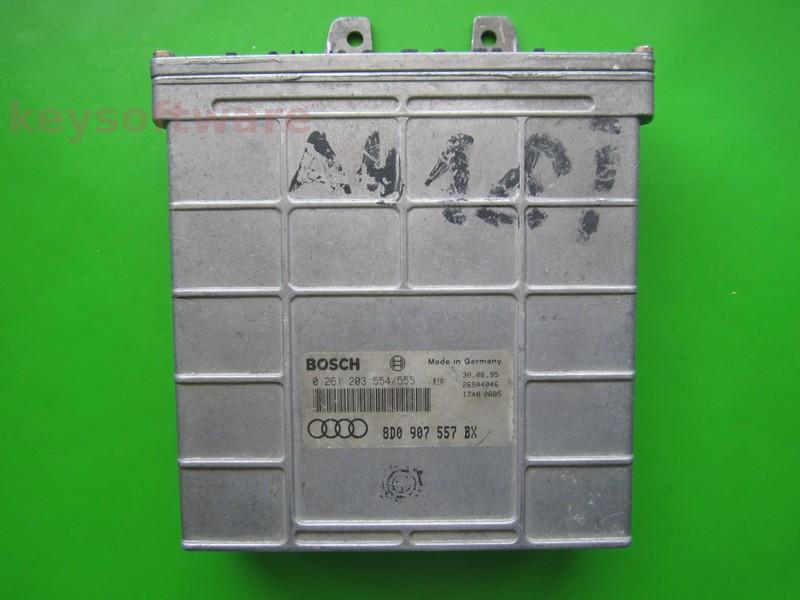 keysoftware
BOSCH
Made in Germany
0 261 203 554/555
30.06.95
26SA4046
1748 0685
8D0 907 557 BX